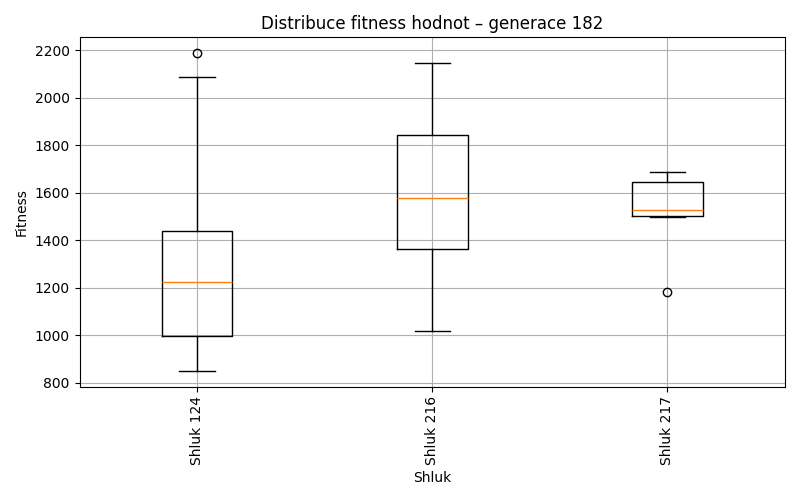 Distribuce fitness hodnot – generace 182
2200
2000
1800
1600
1400
1200
1000
800
Fitness
Shluk 124
Shluk 216
Shluk 217
Shluk